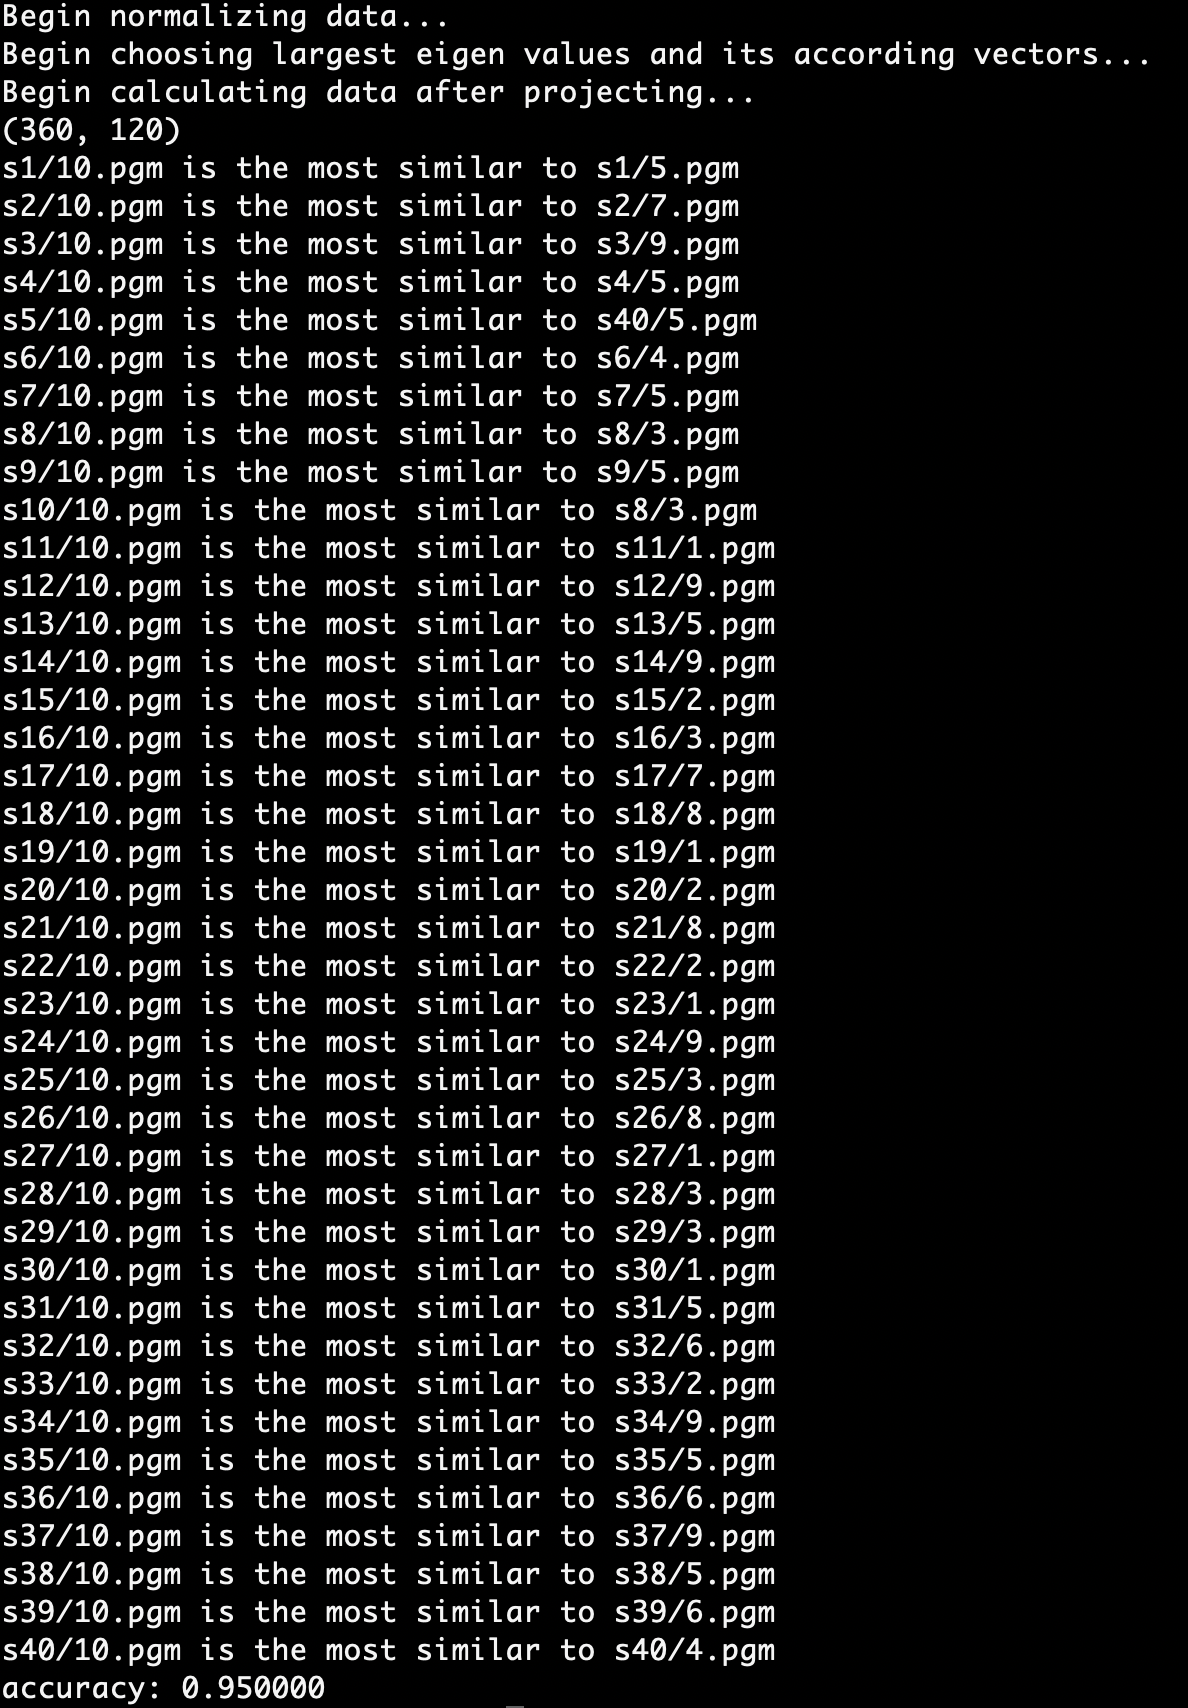 Begin normalizing data...
Begin choosing largest eigen values and its according vectors...
Begin calculating data after projecting...
(360, 120)
s1/10.pgm is the most similar to s1/5.pgm
s2/10.pgm is the most similar to s2/7.pgm
s3/10.pgm is the most similar to s3/9.pgm
s4/10.pgm is the most similar to s4/5.pgm
s5/10.pgm is the most similar to s40/5.pgm
s6/10.pgm is the most similar to s6/4.pgm
s7/10.pgm is the most similar to s7/5.pgm
s8/10.pgm is the most similar to s8/3.pgm
s9/10.pgm is the most similar to s9/5.pgm
s10/10.pgm is the most similar to s8/3.pgm
s11/10.pgm is the most similar to s11/1.pgm
s12/10.pgm is the most similar to s12/9.pgm
s13/10.pgm is the most similar to s13/5.pgm
s14/10.pgm is the most similar to s14/9.pgm
s15/10.pgm is the most similar to s15/2.pgm
s16/10.pgm is the most similar to s16/3.pgm
s17/10.pgm is the most similar to s17/7.pgm
s18/10.pgm is the most similar to s18/8.pgm
s19/10.pgm is the most similar to s19/1.pgm
s20/10.pgm is the most similar to s20/2.pgm
s21/10.pgm is the most similar to s21/8.pgm
s22/10.pgm is the most similar to s22/2.pgm
s23/10.pgm is the most similar to s23/1.pgm
s24/10.pgm is the most similar to s24/9.pgm
s25/10.pgm is the most similar to s25/3.pgm
s26/10.pgm is the most similar to s26/8.pgm
s27/10.pgm is the most similar to s27/1.pgm
s28/10.pgm is the most similar to s28/3.pgm
s29/10.pgm is the most similar to s29/3.pgm
s30/10.pgm is the most similar to s30/1.pgm
s31/10.pgm is the most similar to s31/5.pgm
s32/10.pgm is the most similar to s32/6.pgm
s33/10.pgm is the most similar to s33/2.pgm
s34/10.pgm is the most similar to s34/9.pgm
s35/10.pgm is the most similar to s35/5.pgm
s36/10.pgm is the most similar to s36/6.pgm
s37/10.pgm is the most similar to s37/9.pgm
s38/10.pgm is the most similar to s38/5.pgm
s39/10.pgm is the most similar to s39/6.pgm
s40/10.pgm is the most similar to s40/4.pgm
accuracy: 0.950000